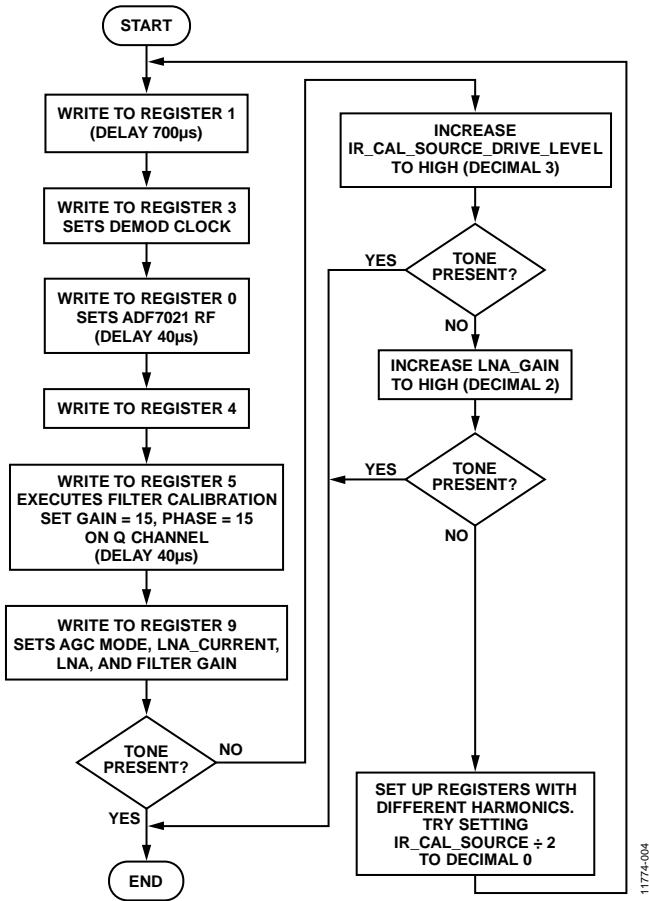 START
WRITE TO REGISTER 1
(DELAY 700µs)
WRITE TO REGISTER 3
SETS DEMOD CLOCK
WRITE TO REGISTER 0
SETS ADF7021 RF
(DELAY 40µs)
WRITE TO REGISTER 4
WRITE TO REGISTER 5
EXECUTES FILTER CALIBRATION
SET GAIN = 15, PHASE = 15
ON Q CHANNEL
(DELAY 40µs)
WRITE TO REGISTER 9
SETS AGC MODE, LNA_CURRENT,
LNA, AND FILTER GAIN
TONE
PRESENT?
NO
YES
END
INCREASE
IR_CAL_SOURCE_DRIVE_LEVEL
TO HIGH (DECIMAL 3)
YES
TONE
PRESENT?
NO
INCREASE LNA_GAIN
TO HIGH (DECIMAL 2)
YES
TONE
PRESENT?
NO
SET UP REGISTERS WITH
DIFFERENT HARMONICS.
TRY SETTING
IR_CAL_SOURCE ÷ 2
TO DECIMAL 0
11774-004